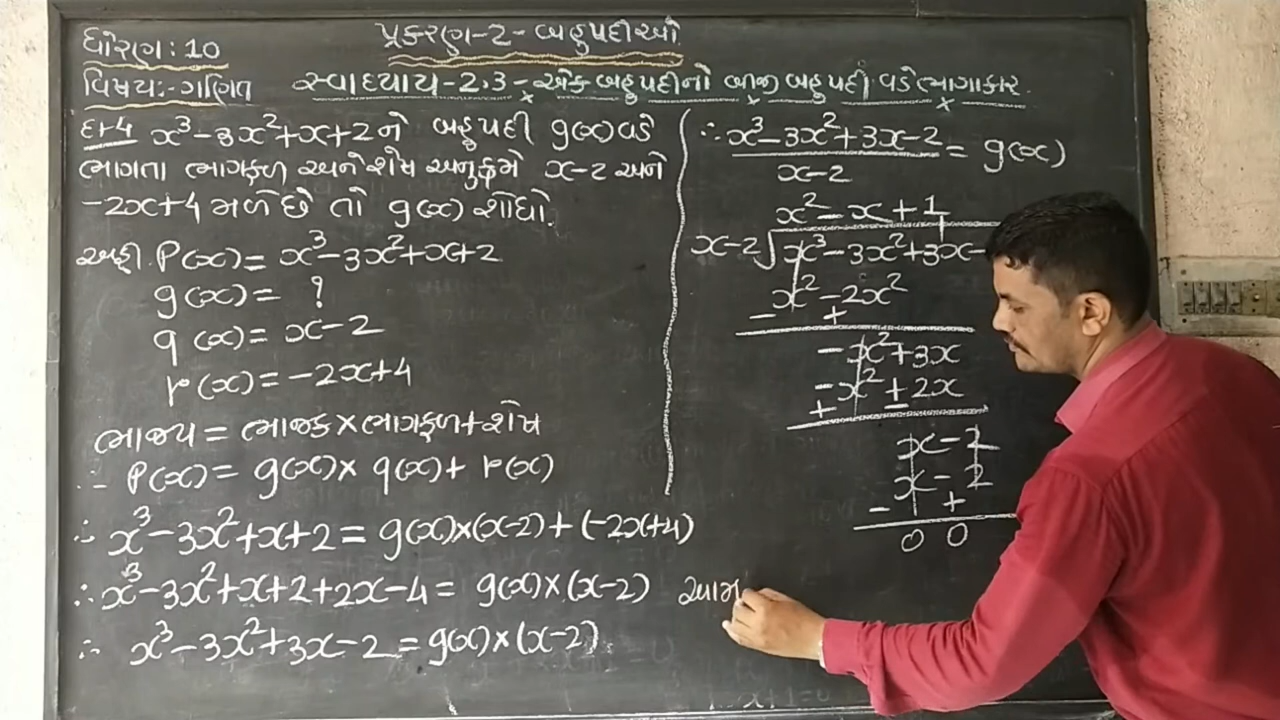 ધોરણ : 10
પ્રકરણ-2 - બહુપદીઓ
વિષય :- ગણિત
સ્વાધ્યાય-2.3 - એક બહુપદીનો બીજી બહુપદી વડે ભાગાકાર
દા-4 x³-3x²+x+2 ને બહુપદી g(x) વડે
ભાગતા ભાગફળ અને શેષ અનુક્રમે x-2 અને
-2x+4 મળે છે તો g(x) શોધો.
અહીં. P(x) = x³-3x²+x+2
g(x) = ?
q(x) = x-2
r(x) = -2x+4
ભાજ્ય = ભાજક × ભાગફળ + શેષ
∴ P(x) = g(x) × q(x) + r(x)
∴ x³-3x²+x+2 = g(x)×(x-2)+(-2x+4)
∴ x³-3x²+x+2+2x-4 = g(x)×(x-2)
∴ x³-3x²+3x-2 = g(x)×(x-2)
∴ x³-3x²+3x-2 = g(x)
x-2
x²-x+1
x-2 x³-3x²+3x-
x²-2x²
- +
-x²+3x
-x²+2x
+ -
x-2
x-2
- +
0 0
આમ